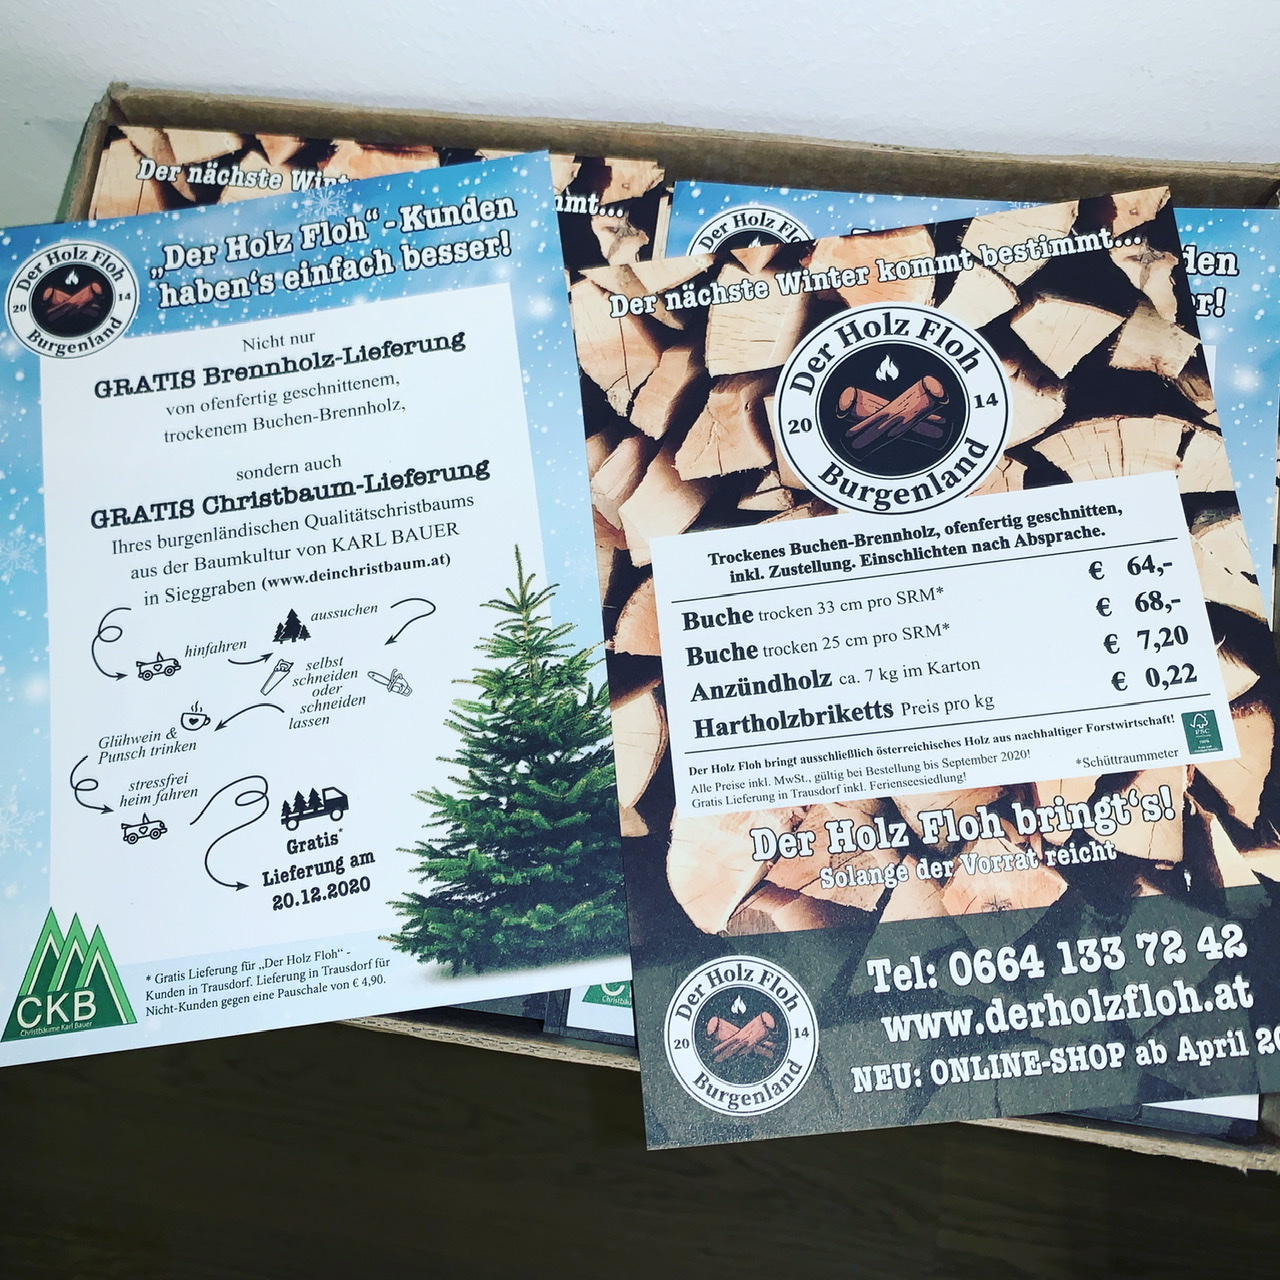 Der nächste Wint
mmt...
Der Holz Floh
20 14
Burgenland
„Der Holz Floh“ - Kunden
haben's einfach besser!
Nicht nur
GRATIS Brennholz-Lieferung
von ofenfertig geschnittenem,
trockenem Buchen-Brennholz,
sondern auch
GRATIS Christbaum-Lieferung
Ihres burgenländischen Qualitätschristbaums
aus der Baumkultur von KARL BAUER
in Sieggraben (www.deinchristbaum.at)
aussuchen
hinfahren
selbst
schneiden
oder
schneiden
lassen
Glühwein &
Punsch trinken
stressfrei
heim fahren
Gratis*
Lieferung am
20.12.2020
CKB
Christbäume Karl Bauer
* Gratis Lieferung für „Der Holz Floh“ -
Kunden in Trausdorf. Lieferung in Trausdorf für
Nicht-Kunden gegen eine Pauschale von € 4,90.
Der Holz Floh
den
r!
Der nächste Winter kommt bestimmt...
Der Holz Floh
20 14
Burgenland
Trockenes Buchen-Brennholz, ofenfertig geschnitten,
inkl. Zustellung. Einschlichten nach Absprache.
Buche trocken 33 cm pro SRM* € 64,-
Buche trocken 25 cm pro SRM* € 68,-
Anzündholz ca. 7 kg im Karton € 7,20
Hartholzbriketts Preis pro kg € 0,22
Der Holz Floh bringt ausschließlich österreichisches Holz aus nachhaltiger Forstwirtschaft!
Alle Preise inkl. MwSt., gültig bei Bestellung bis September 2020! *Schüttraummeter
Gratis Lieferung in Trausdorf inkl. Ferienseesiedlung!
FSC
Der Holz Floh bringt's!
Solange der Vorrat reicht
Der Holz Floh
20 14
Burgenland
Tel: 0664 133 72 42
www.derholzfloh.at
NEU: ONLINE-SHOP ab April 20